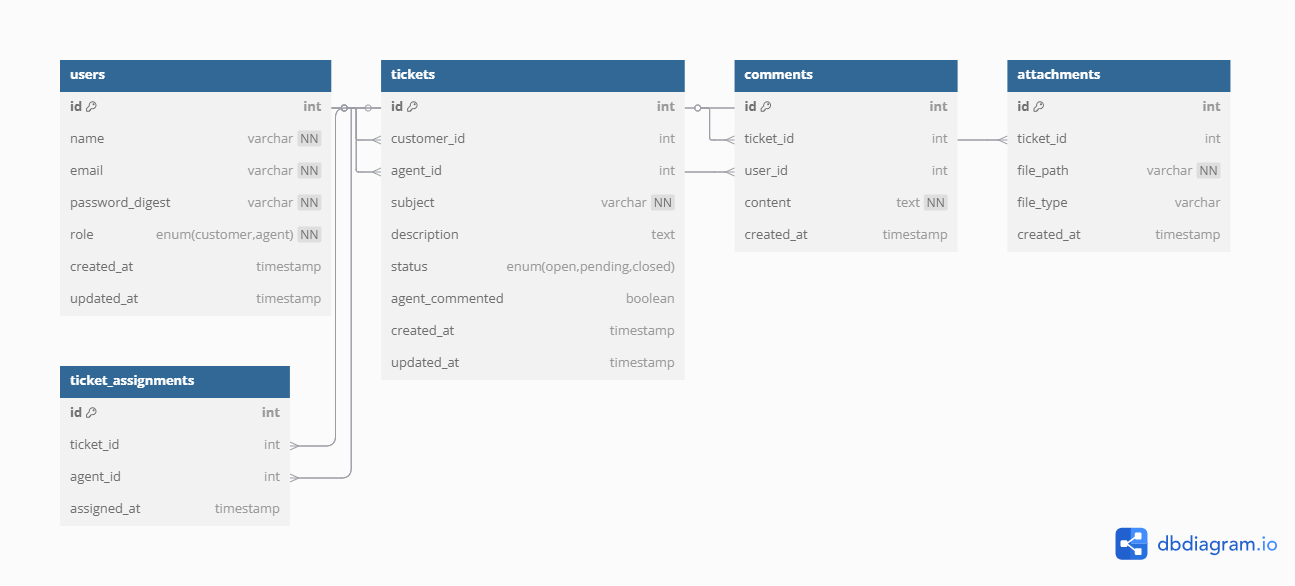 users
id int
name varchar NN
email varchar NN
password_digest varchar NN
role enum(customer,agent) NN
created_at timestamp
updated_at timestamp
tickets
id int
customer_id int
agent_id int
subject varchar NN
description text
status enum(open,pending,closed)
agent_commented boolean
created_at timestamp
updated_at timestamp
comments
id int
ticket_id int
user_id int
content text NN
created_at timestamp
attachments
id int
ticket_id int
file_path varchar NN
file_type varchar
created_at timestamp
ticket_assignments
id int
ticket_id int
agent_id int
assigned_at timestamp
dbdiagram.io